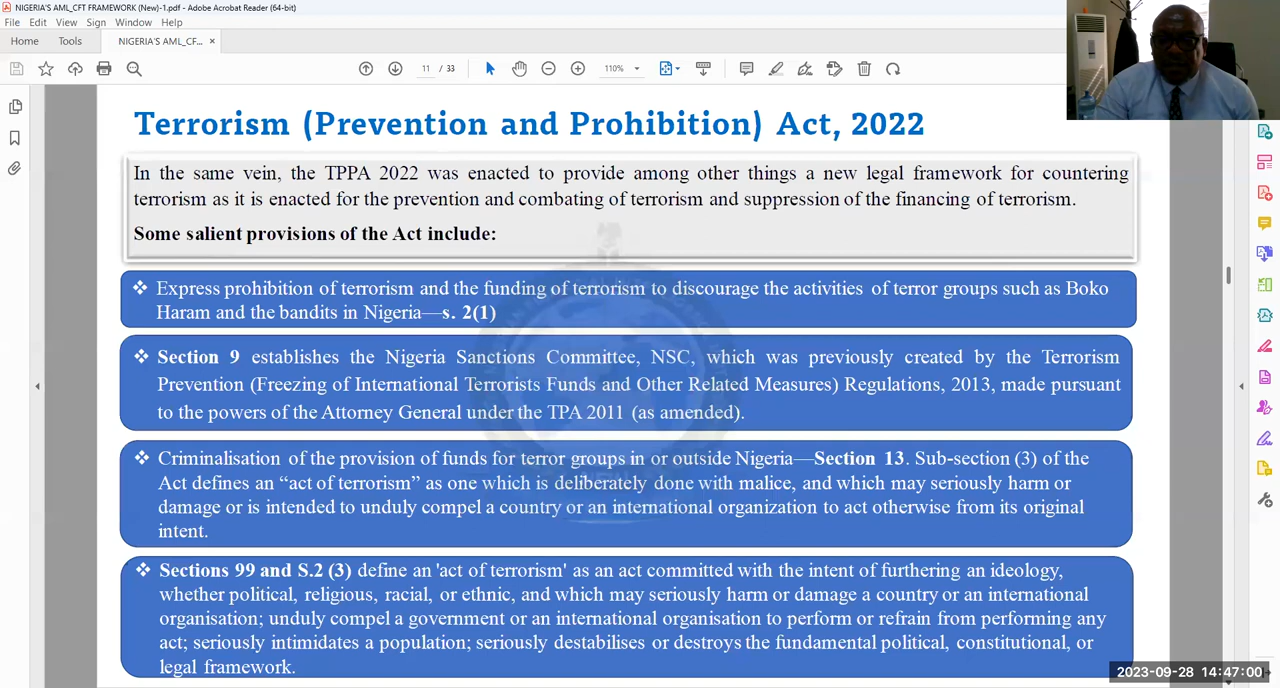 NIGERIA'S AML_CFT FRAMEWORK (New)-1.pdf - Adobe Acrobat Reader (64-bit)
File Edit View Sign Window Help
Home Tools NIGERIA'S AML_CF... ×
11 / 33 110%
Terrorism (Prevention and Prohibition) Act, 2022
In the same vein, the TPPA 2022 was enacted to provide among other things a new legal framework for countering
terrorism as it is enacted for the prevention and combating of terrorism and suppression of the financing of terrorism.
Some salient provisions of the Act include:
❖ Express prohibition of terrorism and the funding of terrorism to discourage the activities of terror groups such as Boko
Haram and the bandits in Nigeria—s. 2(1)
❖ Section 9 establishes the Nigeria Sanctions Committee, NSC, which was previously created by the Terrorism
Prevention (Freezing of International Terrorists Funds and Other Related Measures) Regulations, 2013, made pursuant
to the powers of the Attorney General under the TPA 2011 (as amended).
❖ Criminalisation of the provision of funds for terror groups in or outside Nigeria—Section 13. Sub-section (3) of the
Act defines an “act of terrorism” as one which is deliberately done with malice, and which may seriously harm or
damage or is intended to unduly compel a country or an international organization to act otherwise from its original
intent.
❖ Sections 99 and S.2 (3) define an 'act of terrorism' as an act committed with the intent of furthering an ideology,
whether political, religious, racial, or ethnic, and which may seriously harm or damage a country or an international
organisation; unduly compel a government or an international organisation to perform or refrain from performing any
act; seriously intimidates a population; seriously destabilises or destroys the fundamental political, constitutional, or
legal framework.
2023-09-28 14:47:00